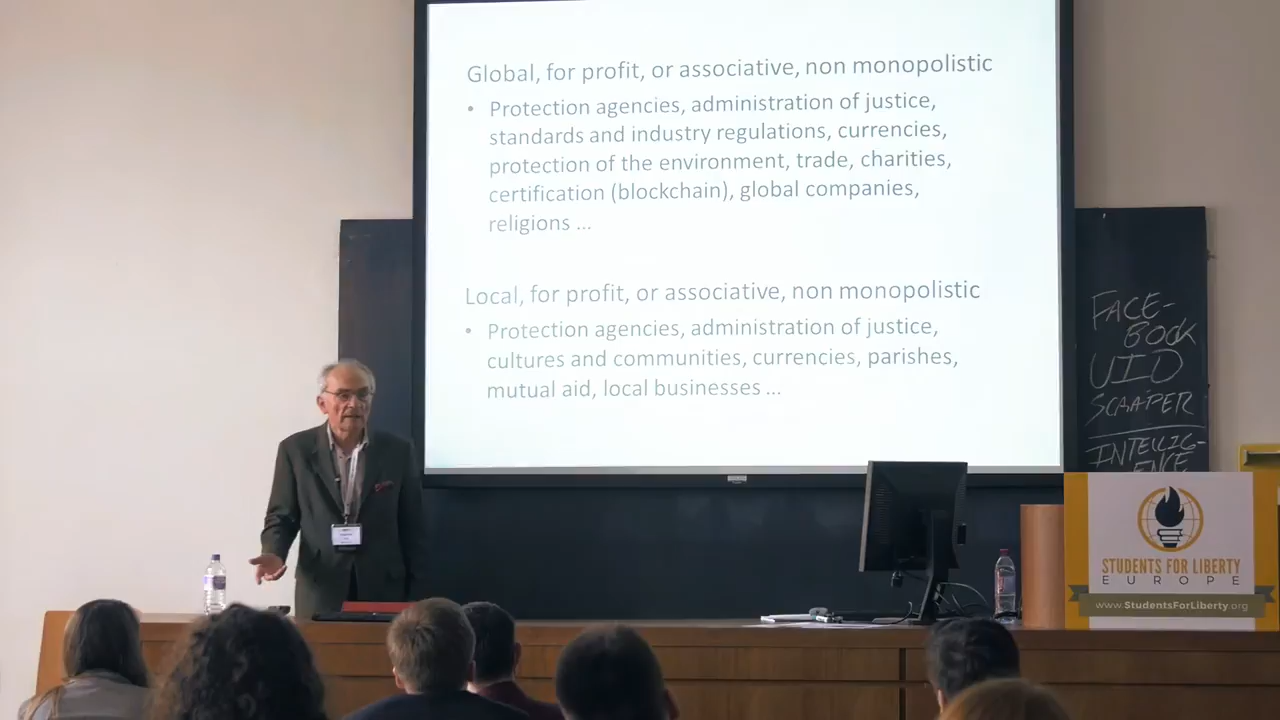 Global, for profit, or associative, non monopolistic
• Protection agencies, administration of justice,
standards and industry regulations, currencies,
protection of the environment, trade, charities,
certification (blockchain), global companies,
religions ...
Local, for profit, or associative, non monopolistic
• Protection agencies, administration of justice,
cultures and communities, currencies, parishes,
mutual aid, local businesses ...
FACE-
BOOK
UID
SCRAPER
INTELLIG-
ENCE
STUDENTS FOR LIBERTY
EUROPE
www.StudentsForLiberty.org